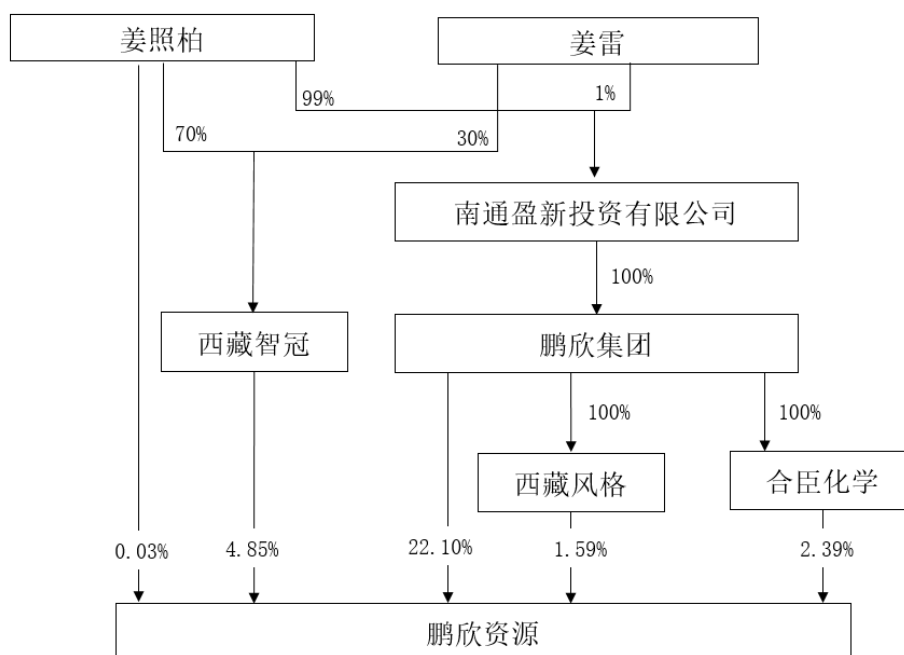 姜照柏
姜雷
99%
1%
70%
30%
南通盈新投资有限公司
100%
西藏智冠
鹏欣集团
100%
100%
西藏风格
合臣化学
0.03%
4.85%
22.10%
1.59%
2.39%
鹏欣资源